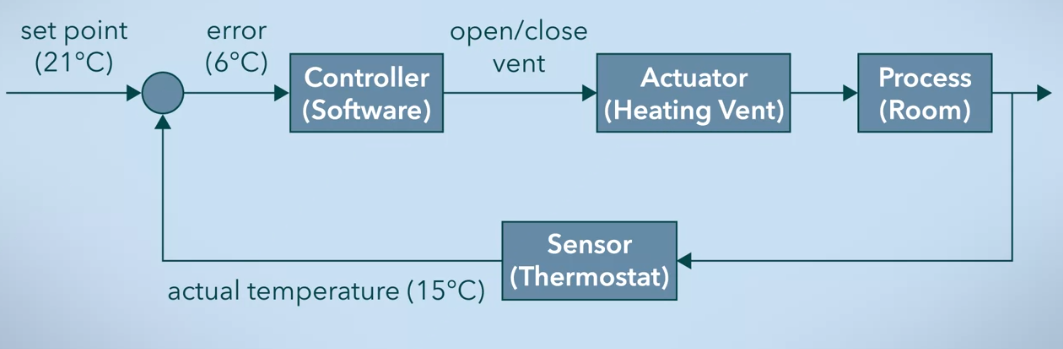 set point
(21°C)
error
(6°C)
open/close
vent
Controller
(Software)
Actuator
(Heating Vent)
Process
(Room)
Sensor
(Thermostat)
actual temperature (15°C)